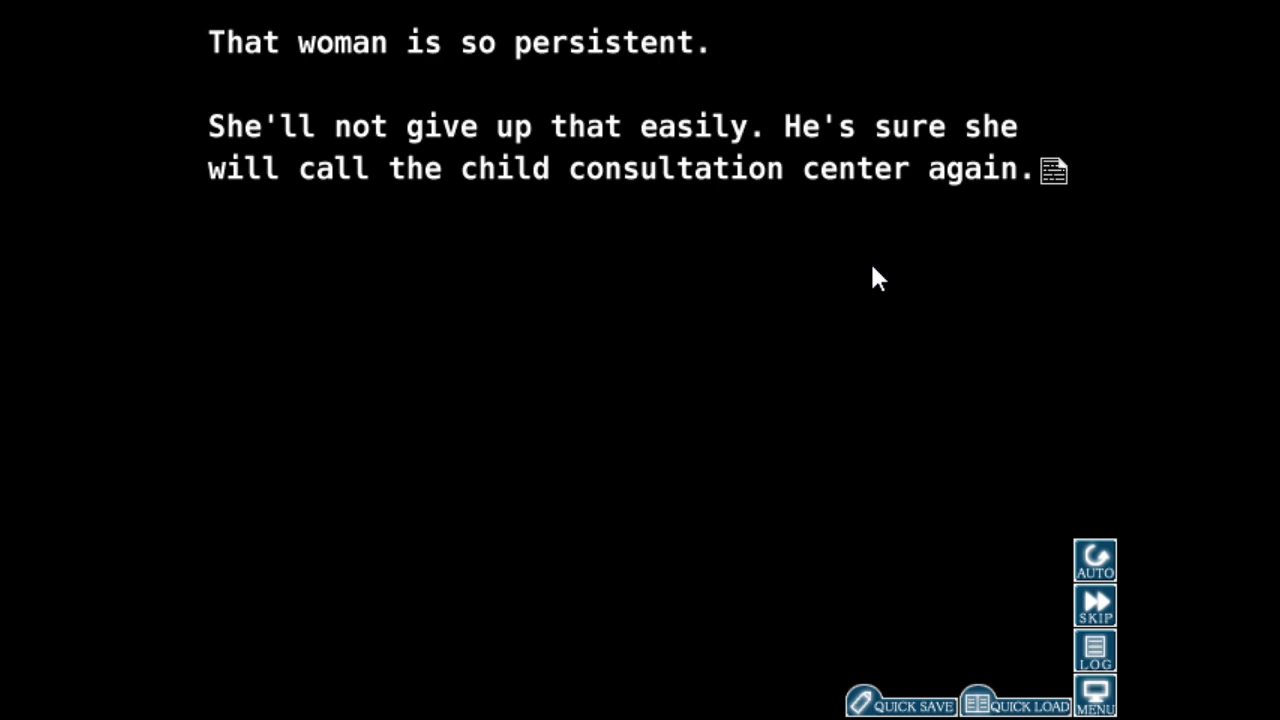 That woman is so persistent.
She'll not give up that easily. He's sure she
will call the child consultation center again.
AUTO
SKIP
LOG
QUICK SAVE QUICK LOAD MENU